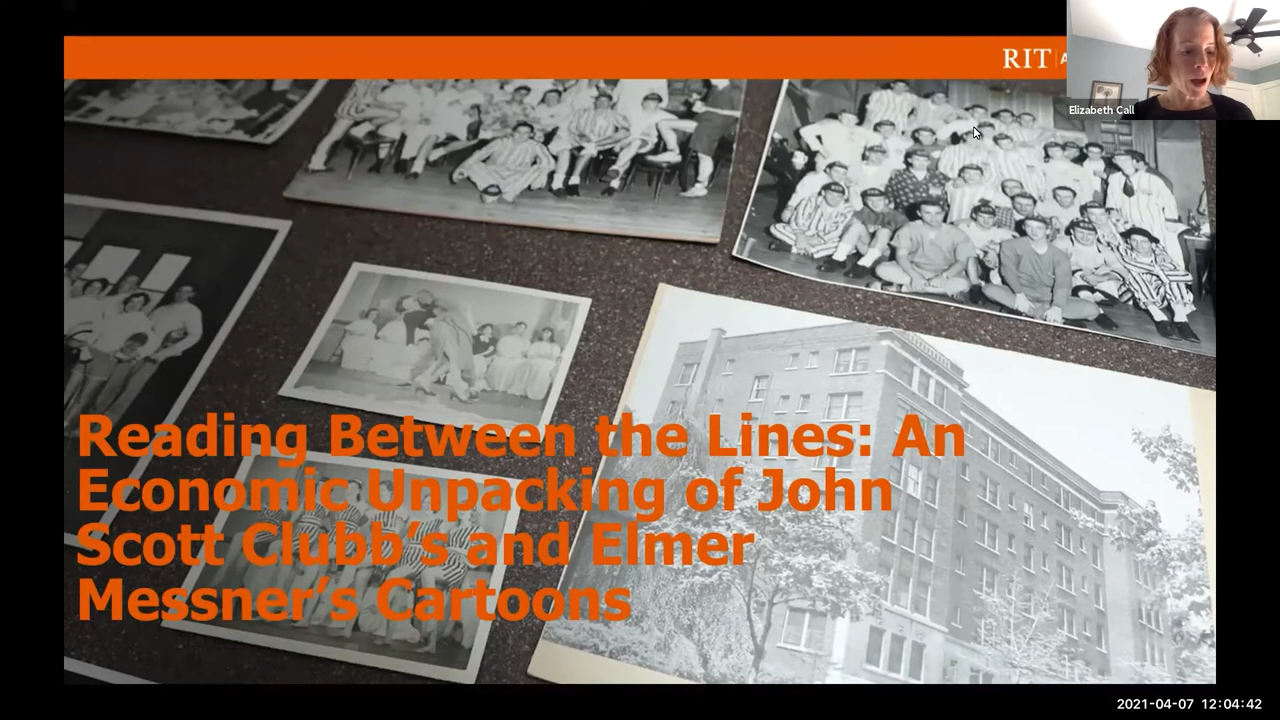 RIT
Elizabeth Call
Reading Between the Lines: An
Economic Unpacking of John
Scott Clubb’s and Elmer
Messner’s Cartoons
2021-04-07 12:04:42